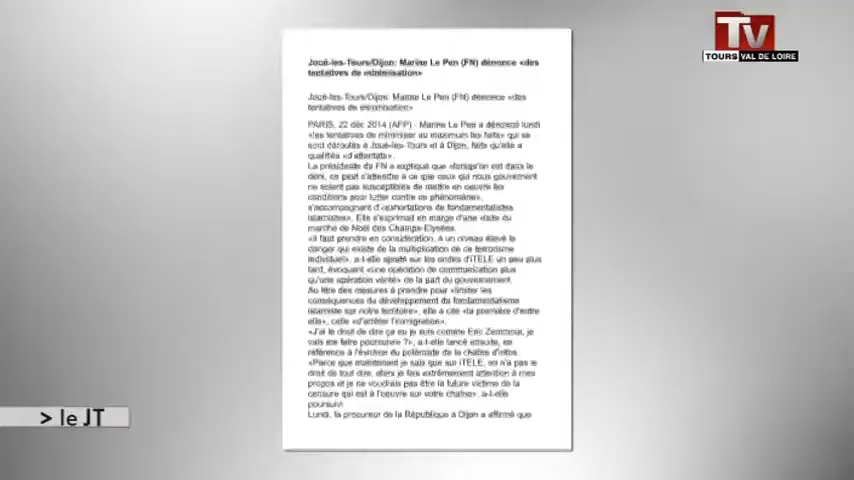 TV
TOURS VAL DE LOIRE
Joué-les-Tours/Dijon: Marine Le Pen (FN) dénonce «des
tentatives de minimisation»
Joué-les-Tours/Dijon: Marine Le Pen (FN) dénonce «des
tentatives de minimisation»
PARIS, 22 déc 2014 (AFP) - Marine Le Pen a dénoncé lundi
«les tentatives de minimiser au maximum les faits» qui se
sont déroulés à Joué-les-Tours et à Dijon, faits qu'elle a
qualifiés «d'attentats».
La présidente du FN a expliqué que «lorsqu'on est dans le
déni, on peut s'attendre à ce que ceux qui nous gouvernent
ne soient pas susceptibles de mettre en oeuvre les
conditions pour lutter contre ce phénomène»,
s'accompagnant d'«exhortations de fondamentalistes
islamistes». Elle s'exprimait en marge d'une visite du
marché de Noël des Champs-Elysées.
«Il faut prendre en considération, à un niveau élevé le
danger qui existe de la multiplication de ce terrorisme
individuel», a-t-elle ajouté sur les ondes d'iTELE un peu plus
tard, évoquant «une opération de communication plus
qu'une opération vérité» de la part du gouvernement.
Au titre des mesures à prendre pour «limiter les
conséquences du développement du fondamentalisme
islamiste sur notre territoire», elle a cité «la première d'entre
elle», celle «d'arrêter l'immigration».
«J'ai le droit de dire ça ou je suis comme Eric Zemmour, je
vais me faire poursuivre ?», a-t-elle lancé ensuite, en
référence à l'éviction du polémiste de la chaîne d'infos.
«Parce que maintenant je sais que sur iTELE, on n'a pas le
droit de tout dire, alors je fais extrêmement attention à mes
propos et je ne voudrais pas être la future victime de la
censure qui est à l'oeuvre sur votre chaîne», a-t-elle
poursuivi.
Lundi, la procureur de la République à Dijon a affirmé que
> le JT